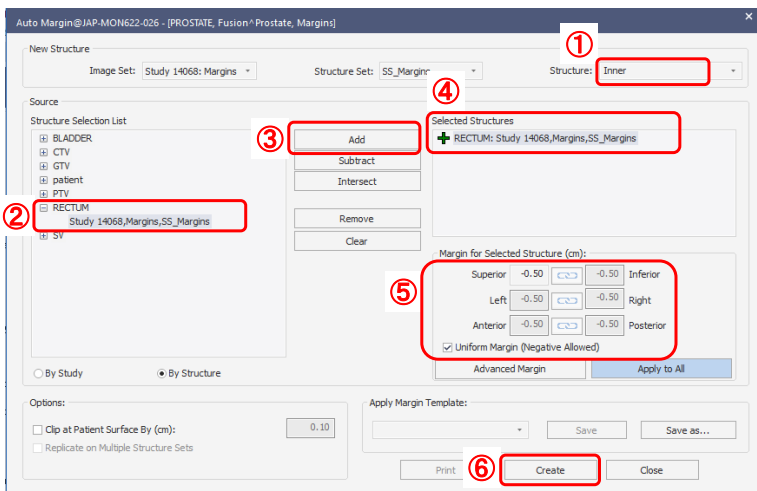 Auto Margin@JAP-MON622-026 - [PROSTATE, Fusion^Prostate, Margins]
New Structure
①
Image Set: Study 14068: Margins
Structure Set: SS_Margins
Structure: Inner
Source
④
Structure Selection List
Selected Structures
BLADDER
CTV
GTV
patient
PTV
② RECTUM
Study 14068,Margins,SS_Margins
SV
③ Add
Subtract
Intersect
Remove
Clear
RECTUM: Study 14068,Margins,SS_Margins
Margin for Selected Structure (cm):
⑤
Superior -0.50 -0.50 Inferior
Left -0.50 -0.50 Right
Anterior -0.50 -0.50 Posterior
Uniform Margin (Negative Allowed)
Advanced Margin Apply to All
By Study By Structure
Options:
Clip at Patient Surface By (cm): 0.10
Replicate on Multiple Structure Sets
Apply Margin Template:
Save Save as...
Print ⑥ Create Close